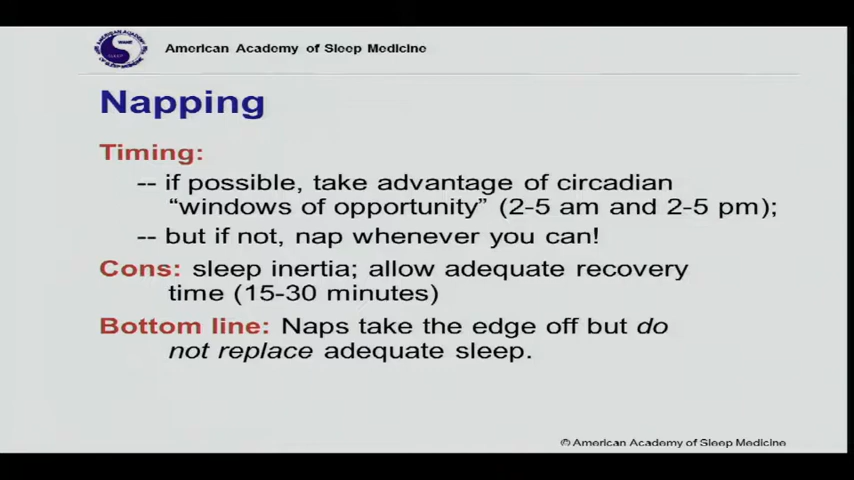 American Academy of Sleep Medicine
Napping
Timing:
-- if possible, take advantage of circadian
“windows of opportunity” (2-5 am and 2-5 pm);
-- but if not, nap whenever you can!
Cons: sleep inertia; allow adequate recovery
time (15-30 minutes)
Bottom line: Naps take the edge off but do
not replace adequate sleep.
© American Academy of Sleep Medicine